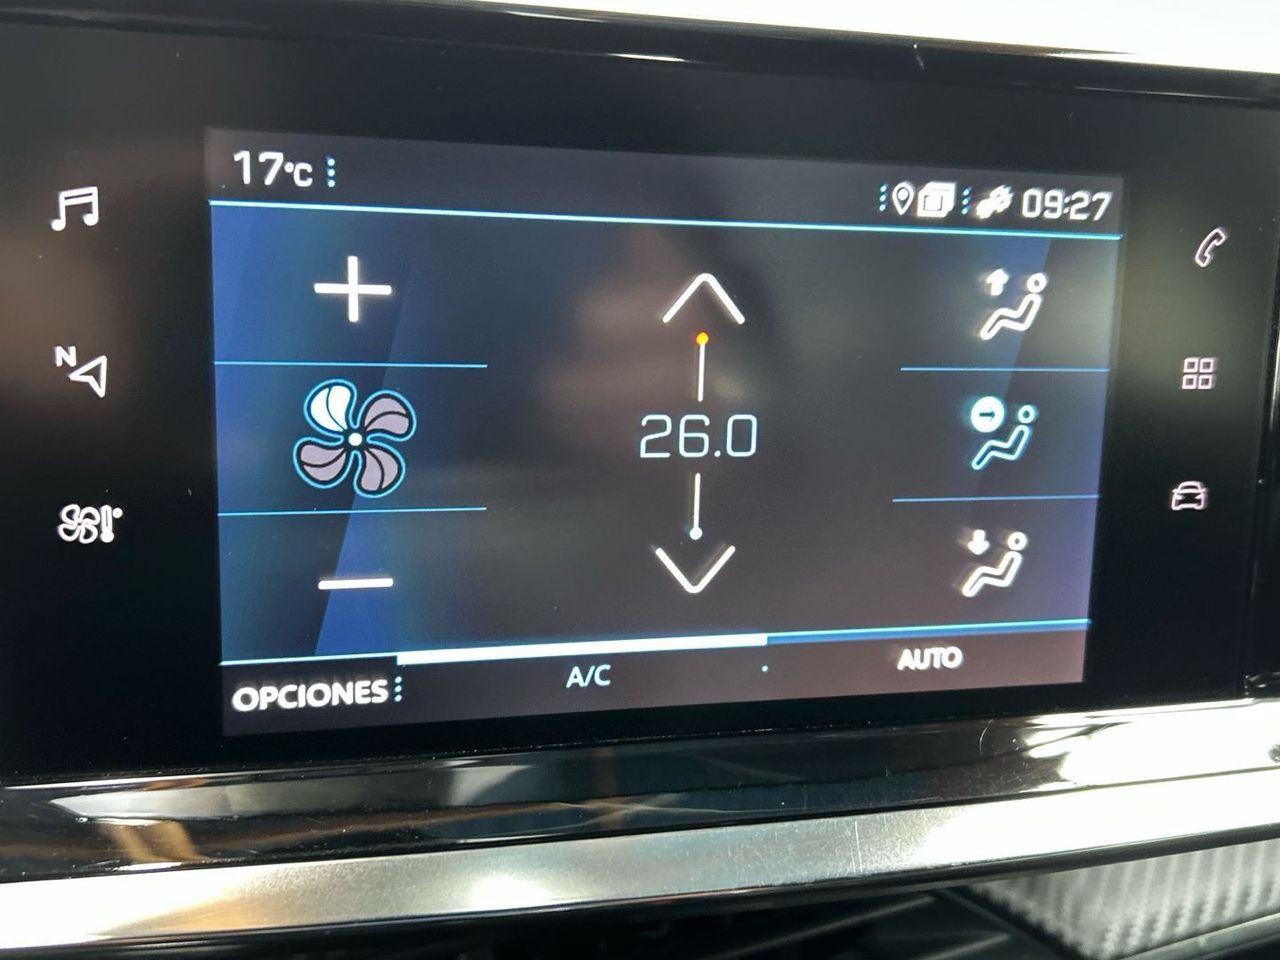 17°C
09:27
N
26.0
OPCIONES
A/C
AUTO